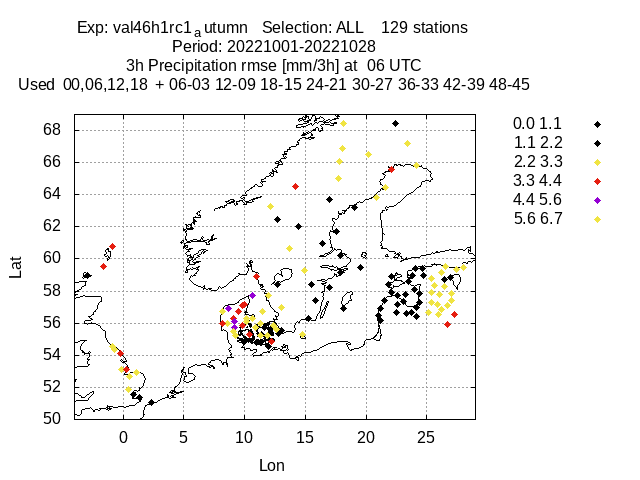 Exp: val46h1rc1autumn Selection: ALL 129 stations
Period: 20221001-20221028
3h Precipitation rmse [mm/3h] at 06 UTC
Used 00,06,12,18 + 06-03 12-09 18-15 24-21 30-27 36-33 42-39 48-45
68
66
64
62
60
58
56
54
52
50
Lat
0 5 10 15 20 25
Lon
0.0 1.1
1.1 2.2
2.2 3.3
3.3 4.4
4.4 5.6
5.6 6.7